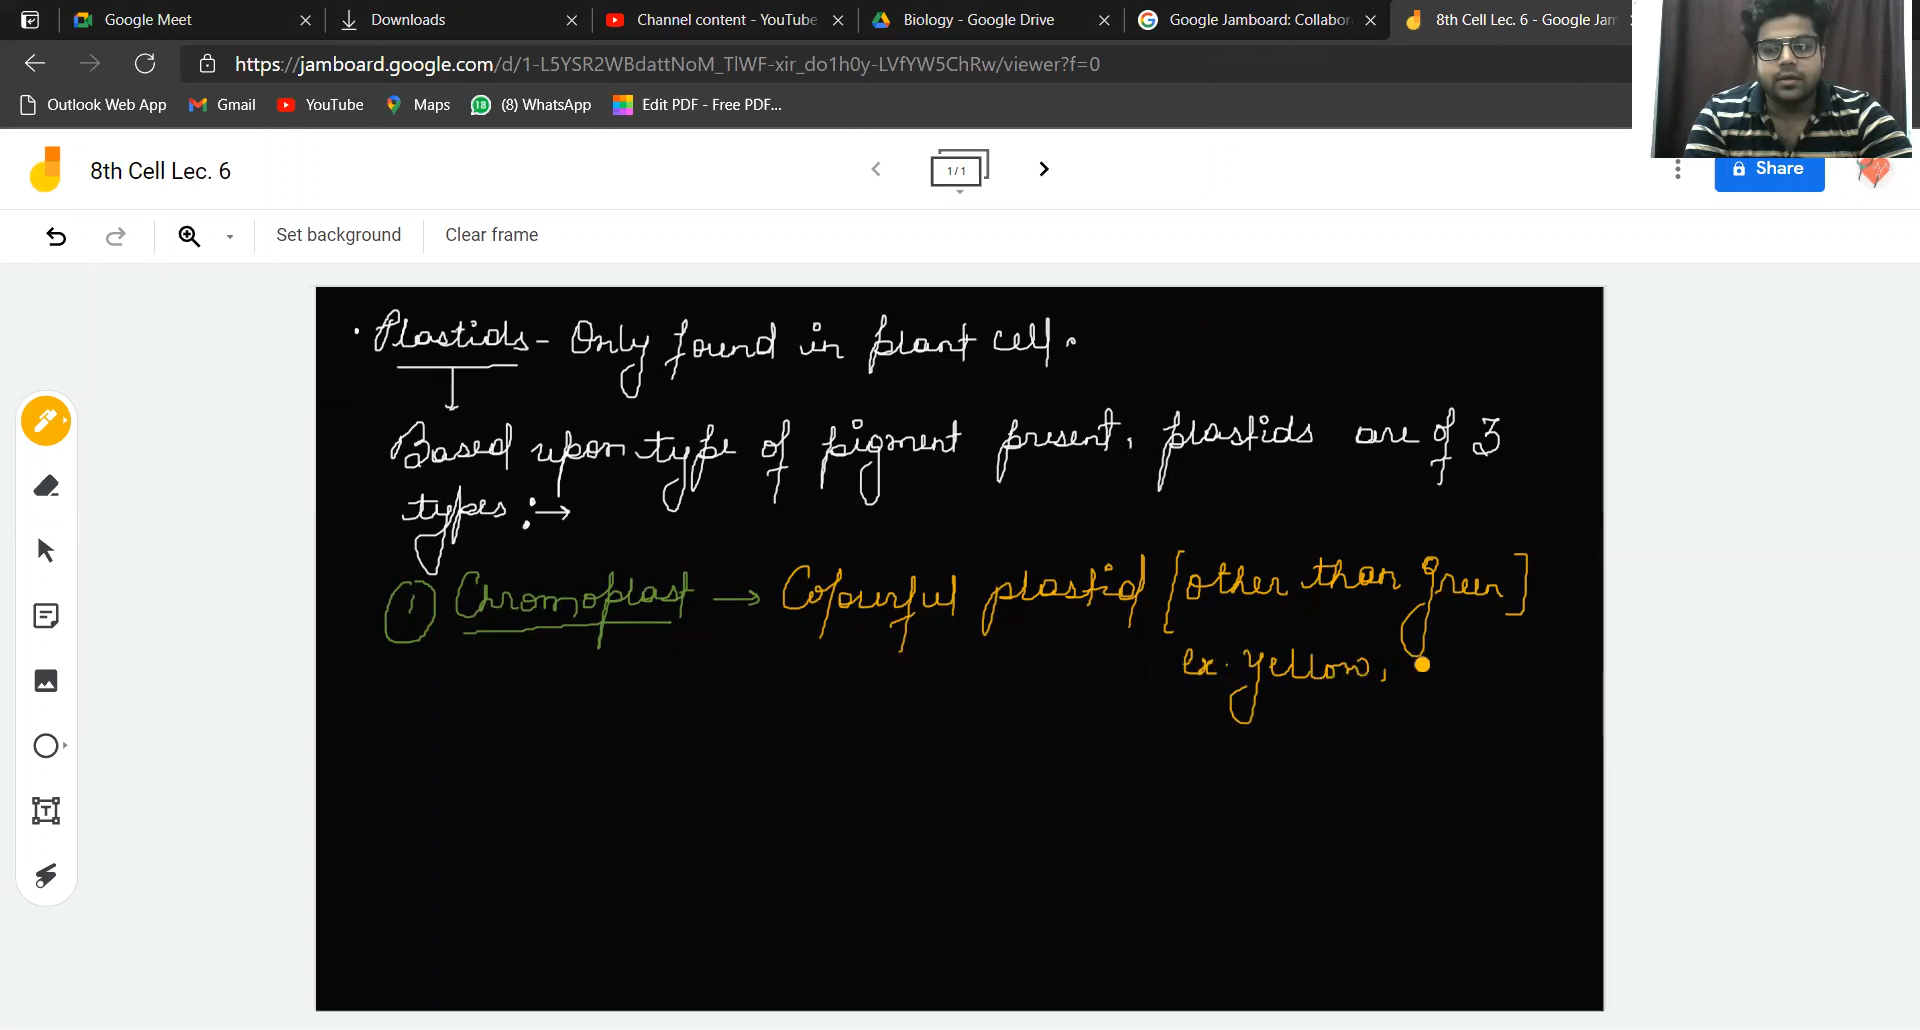 Google Meet
Downloads
Channel content - YouTube
Biology - Google Drive
Google Jamboard: Collabor
8th Cell Lec. 6 - Google Jam
https://jamboard.google.com/d/1-L5YSR2WBdattNoM_TlWF-xir_do1h0y-LVfYW5ChRw/viewer?f=0
Outlook Web App
Gmail
YouTube
Maps
18
(8) WhatsApp
Edit PDF - Free PDF...
8th Cell Lec. 6
1 / 1
Share
Set background
Clear frame
· Plastids - Only found in plant cell.
Based upon type of pigment present, plastids are of 3
types :→
① Chromoplast → Colourful plastid [other than green]
ex. yellow,